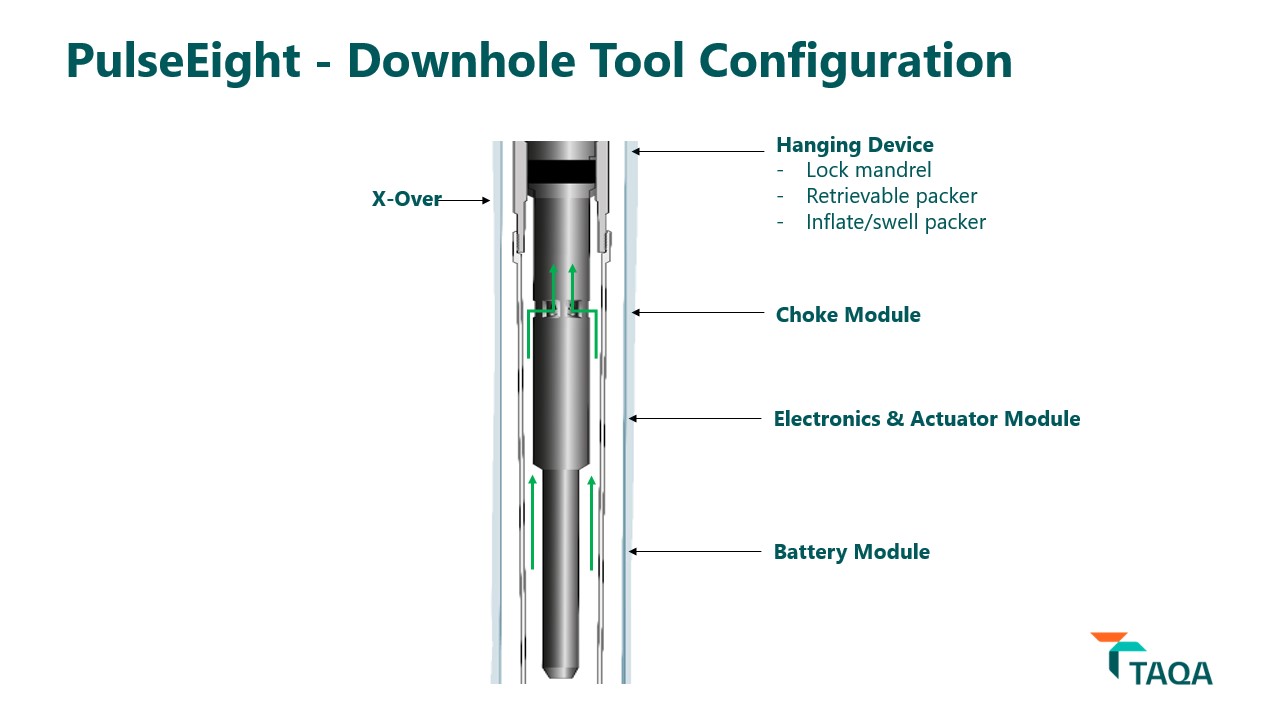 PulseEight - Downhole Tool Configuration
Hanging Device
- Lock mandrel
- Retrievable packer
- Inflate/swell packer
X-Over
Choke Module
Electronics & Actuator Module
Battery Module
TAQA